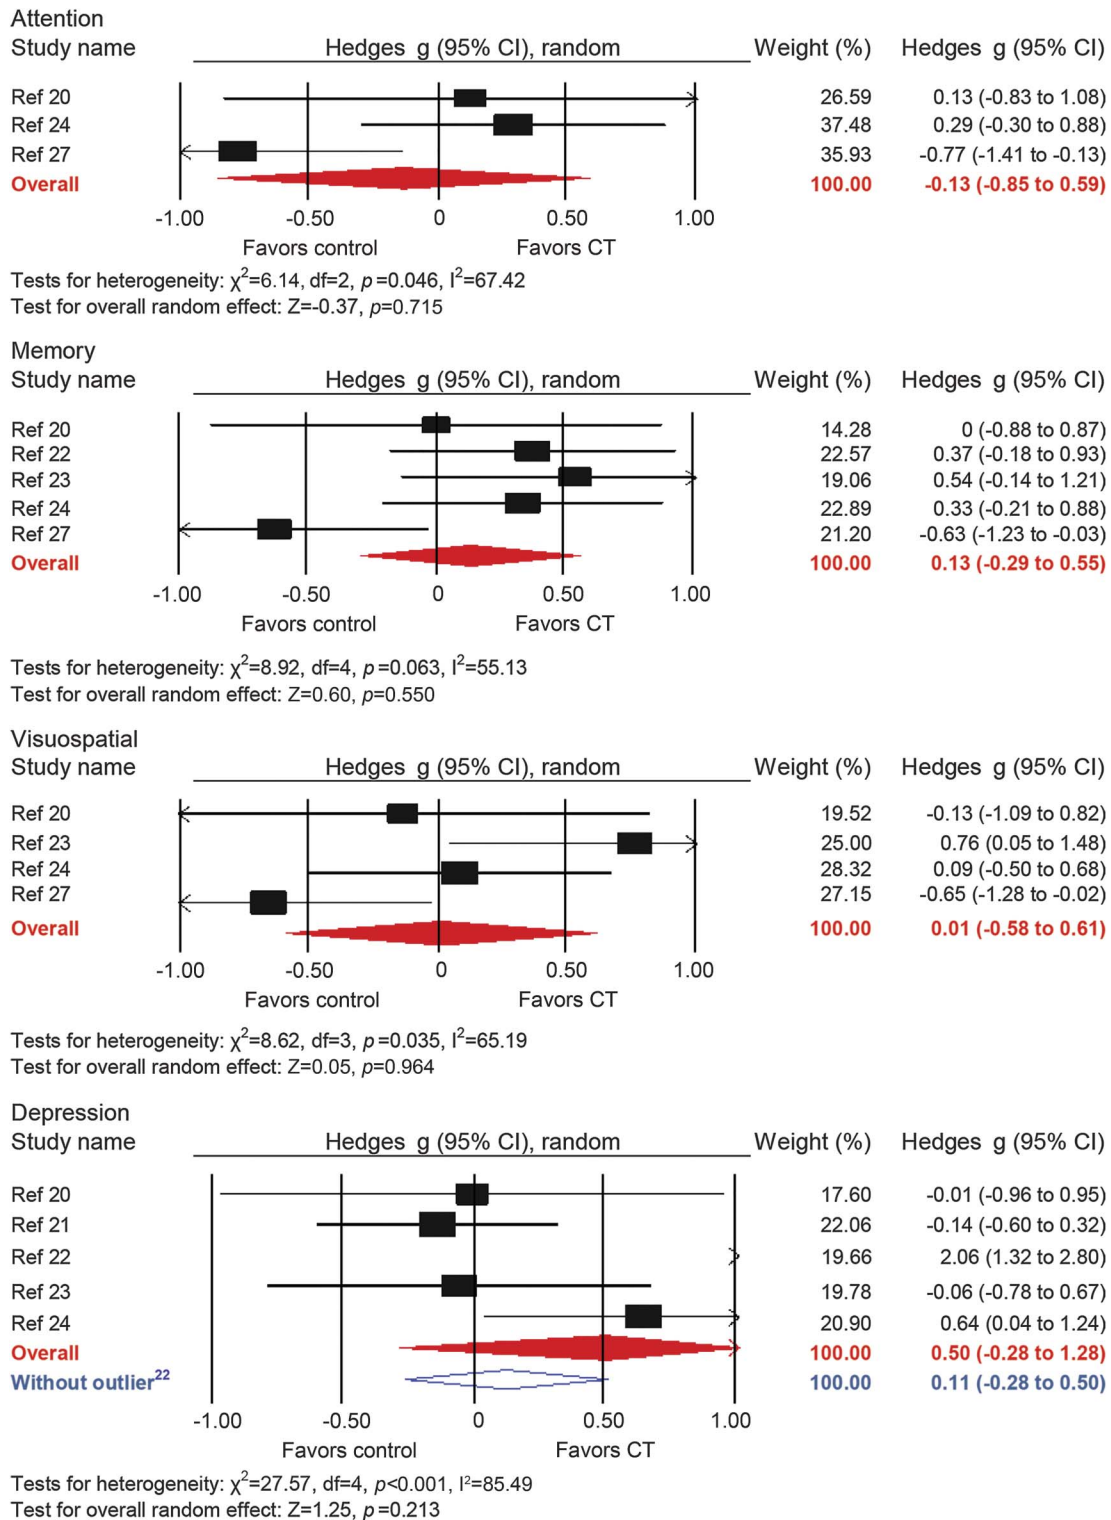 Attention
Study name Hedges g (95% CI), random Weight (%) Hedges g (95% CI)
Ref 20 26.59 0.13 (-0.83 to 1.08)
Ref 24 37.48 0.29 (-0.30 to 0.88)
Ref 27 35.93 -0.77 (-1.41 to -0.13)
Overall 100.00 -0.13 (-0.85 to 0.59)
-1.00 -0.50 0 0.50 1.00
Favors control Favors CT
Tests for heterogeneity: χ²=6.14, df=2, p=0.046, I²=67.42
Test for overall random effect: Z=-0.37, p=0.715
Memory
Study name Hedges g (95% CI), random Weight (%) Hedges g (95% CI)
Ref 20 14.28 0 (-0.88 to 0.87)
Ref 22 22.57 0.37 (-0.18 to 0.93)
Ref 23 19.06 0.54 (-0.14 to 1.21)
Ref 24 22.89 0.33 (-0.21 to 0.88)
Ref 27 21.20 -0.63 (-1.23 to -0.03)
Overall 100.00 0.13 (-0.29 to 0.55)
-1.00 -0.50 0 0.50 1.00
Favors control Favors CT
Tests for heterogeneity: χ²=8.92, df=4, p=0.063, I²=55.13
Test for overall random effect: Z=0.60, p=0.550
Visuospatial
Study name Hedges g (95% CI), random Weight (%) Hedges g (95% CI)
Ref 20 19.52 -0.13 (-1.09 to 0.82)
Ref 23 25.00 0.76 (0.05 to 1.48)
Ref 24 28.32 0.09 (-0.50 to 0.68)
Ref 27 27.15 -0.65 (-1.28 to -0.02)
Overall 100.00 0.01 (-0.58 to 0.61)
-1.00 -0.50 0 0.50 1.00
Favors control Favors CT
Tests for heterogeneity: χ²=8.62, df=3, p=0.035, I²=65.19
Test for overall random effect: Z=0.05, p=0.964
Depression
Study name Hedges g (95% CI), random Weight (%) Hedges g (95% CI)
Ref 20 17.60 -0.01 (-0.96 to 0.95)
Ref 21 22.06 -0.14 (-0.60 to 0.32)
Ref 22 19.66 2.06 (1.32 to 2.80)
Ref 23 19.78 -0.06 (-0.78 to 0.67)
Ref 24 20.90 0.64 (0.04 to 1.24)
Overall 100.00 0.50 (-0.28 to 1.28)
Without outlier²² 100.00 0.11 (-0.28 to 0.50)
-1.00 -0.50 0 0.50 1.00
Favors control Favors CT
Tests for heterogeneity: χ²=27.57, df=4, p<0.001, I²=85.49
Test for overall random effect: Z=1.25, p=0.213